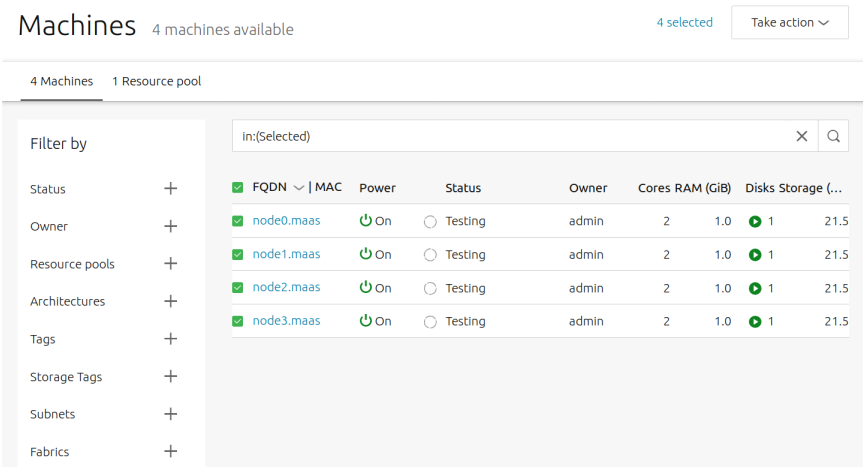 Machines 4 machines available
4 selected
Take action
4 Machines 1 Resource pool
Filter by
Status
Owner
Resource pools
Architectures
Tags
Storage Tags
Subnets
Fabrics
in:(Selected)
FQDN | MAC Power Status Owner Cores RAM (GiB) Disks Storage (...
node0.maas On Testing admin 2 1.0 1 21.5
node1.maas On Testing admin 2 1.0 1 21.5
node2.maas On Testing admin 2 1.0 1 21.5
node3.maas On Testing admin 2 1.0 1 21.5